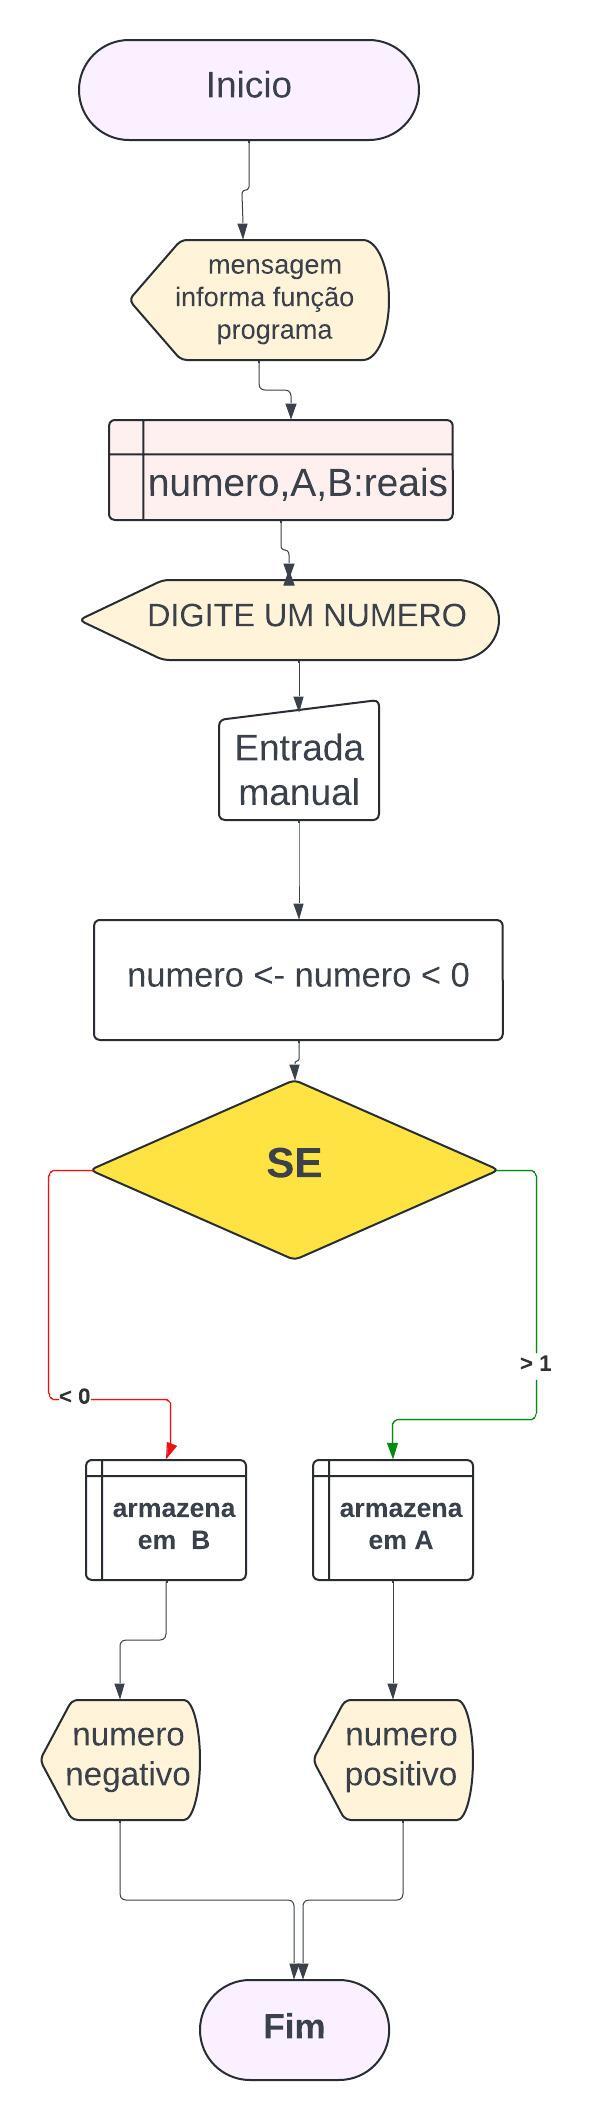 Inicio
mensagem
informa função
programa
numero,A,B:reais
DIGITE UM NUMERO
Entrada
manual
numero <- numero < 0
SE
> 1
< 0
armazena
em B
armazena
em A
numero
negativo
numero
positivo
Fim